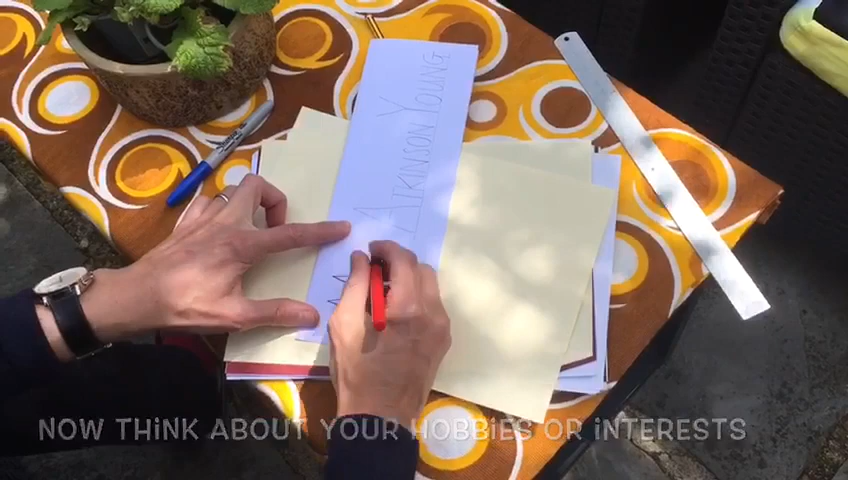 Atkinson Young
NOW THiNK ABOUT YOUR HOBBiES OR iNTERESTS